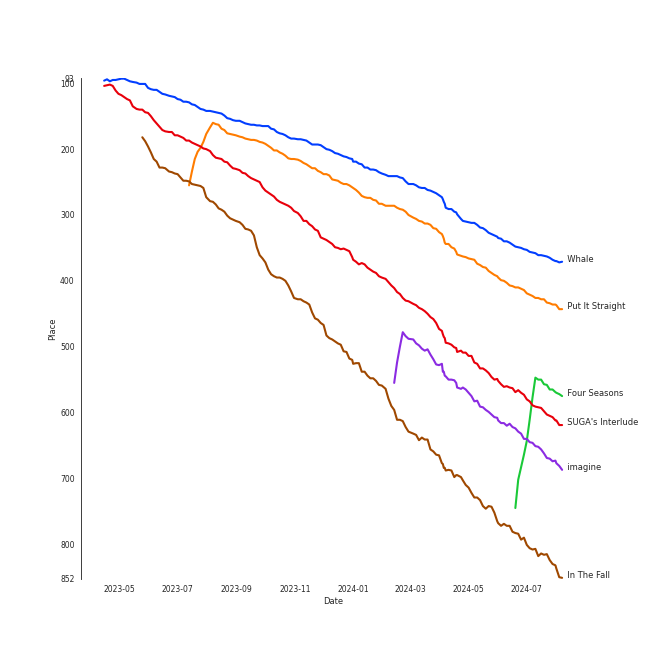 93
100
200
300
400
500
600
700
800
852
Place
2023-05 2023-07 2023-09 2023-11 2024-01 2024-03 2024-05 2024-07
Date
Whale
Put It Straight
Four Seasons
SUGA's Interlude
imagine
In The Fall